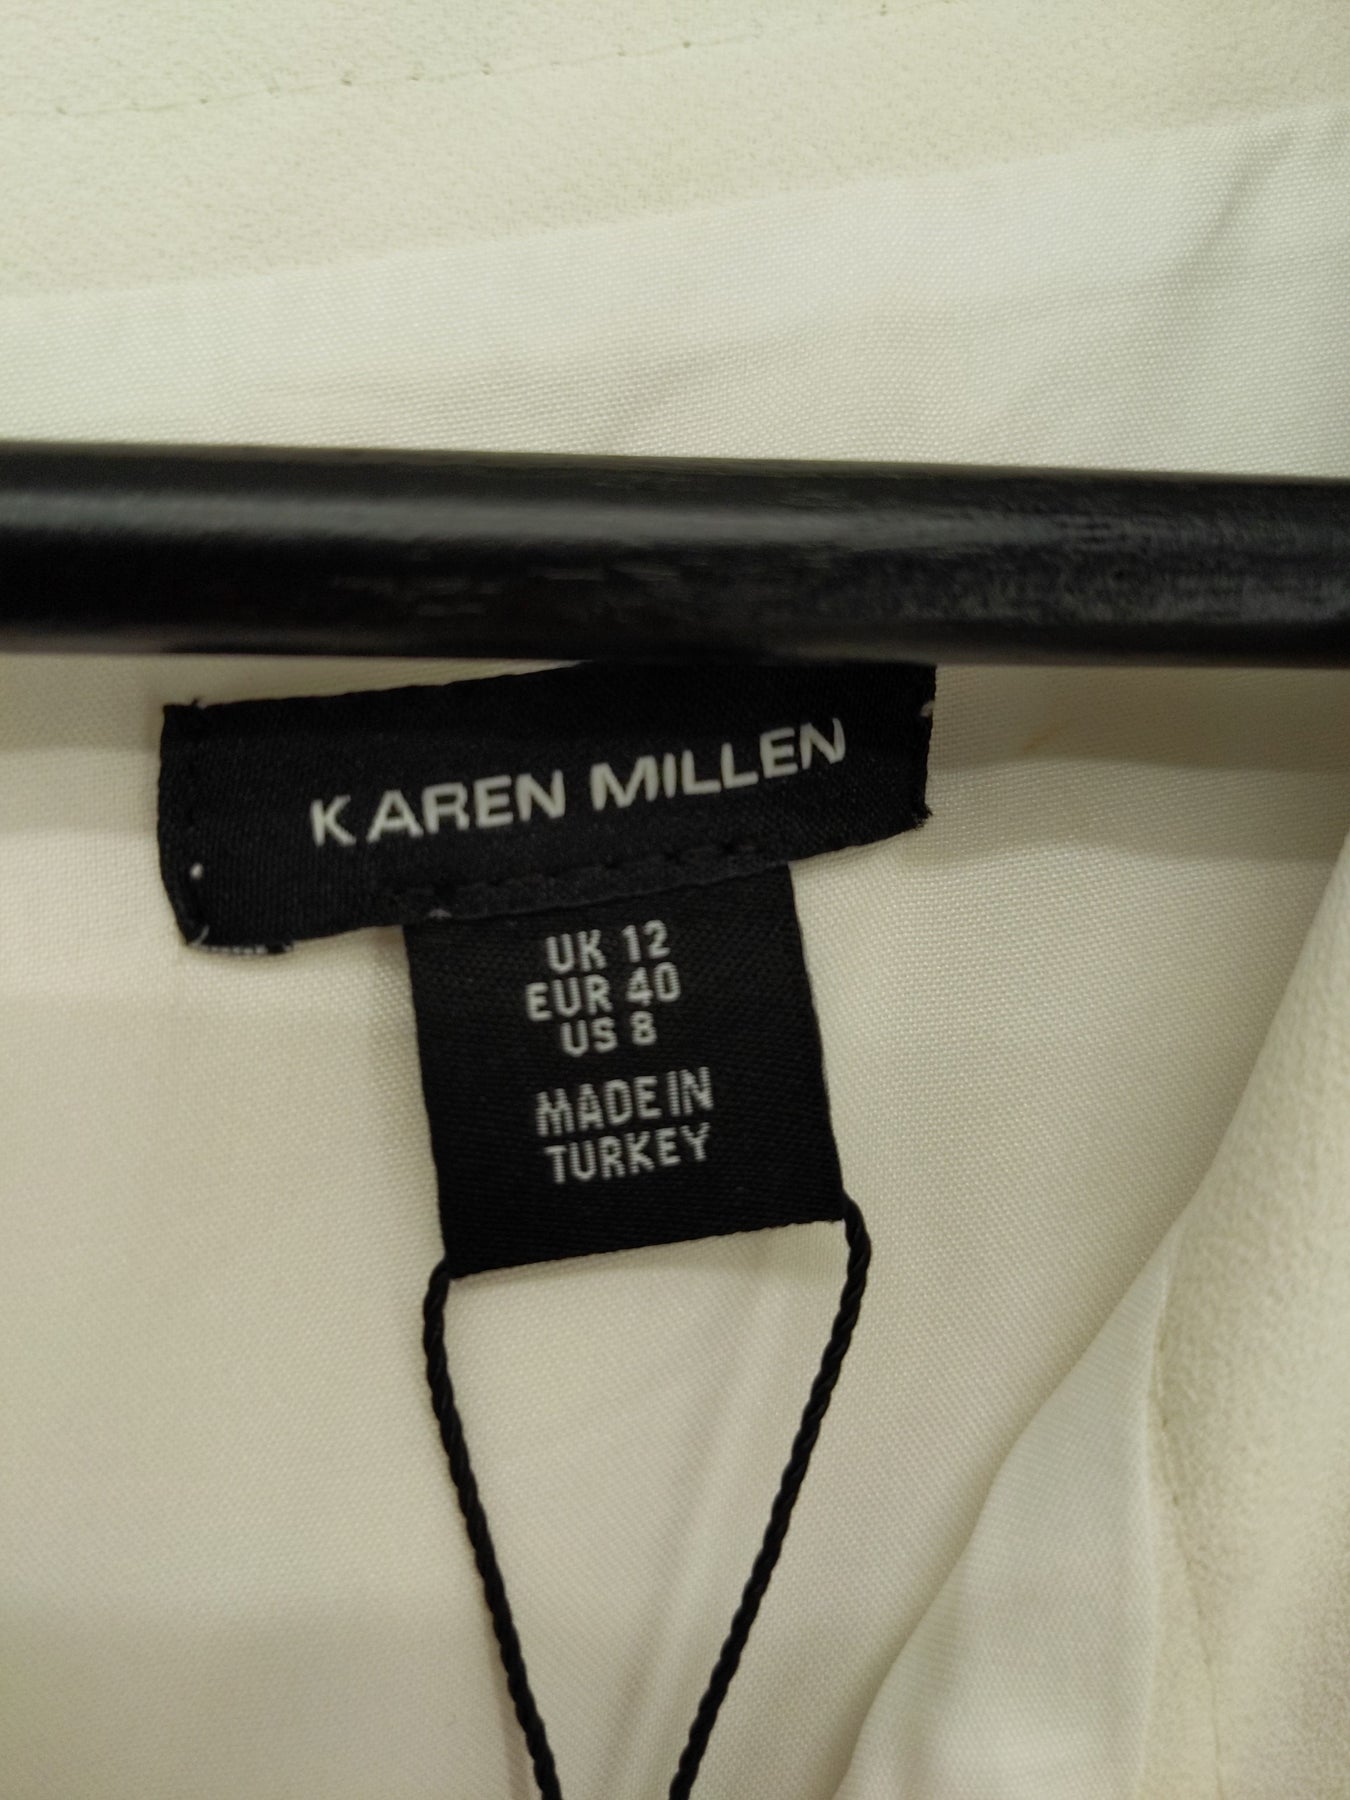 KAREN MILLEN
UK 12
EUR 40
US 8
MADE IN
TURKEY